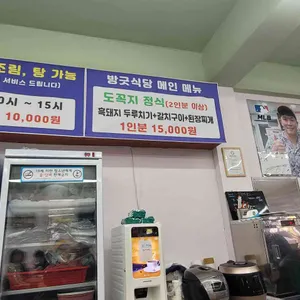 조림, 탕 가능
서비스 드립니다)
0시 ~ 15시
10,000원
방긋식당 메인 메뉴
도꼭지 정식(2인분 이상)
흑돼지 두루치기+갈치구이+된장찌개
1인분 15,000원
MLB